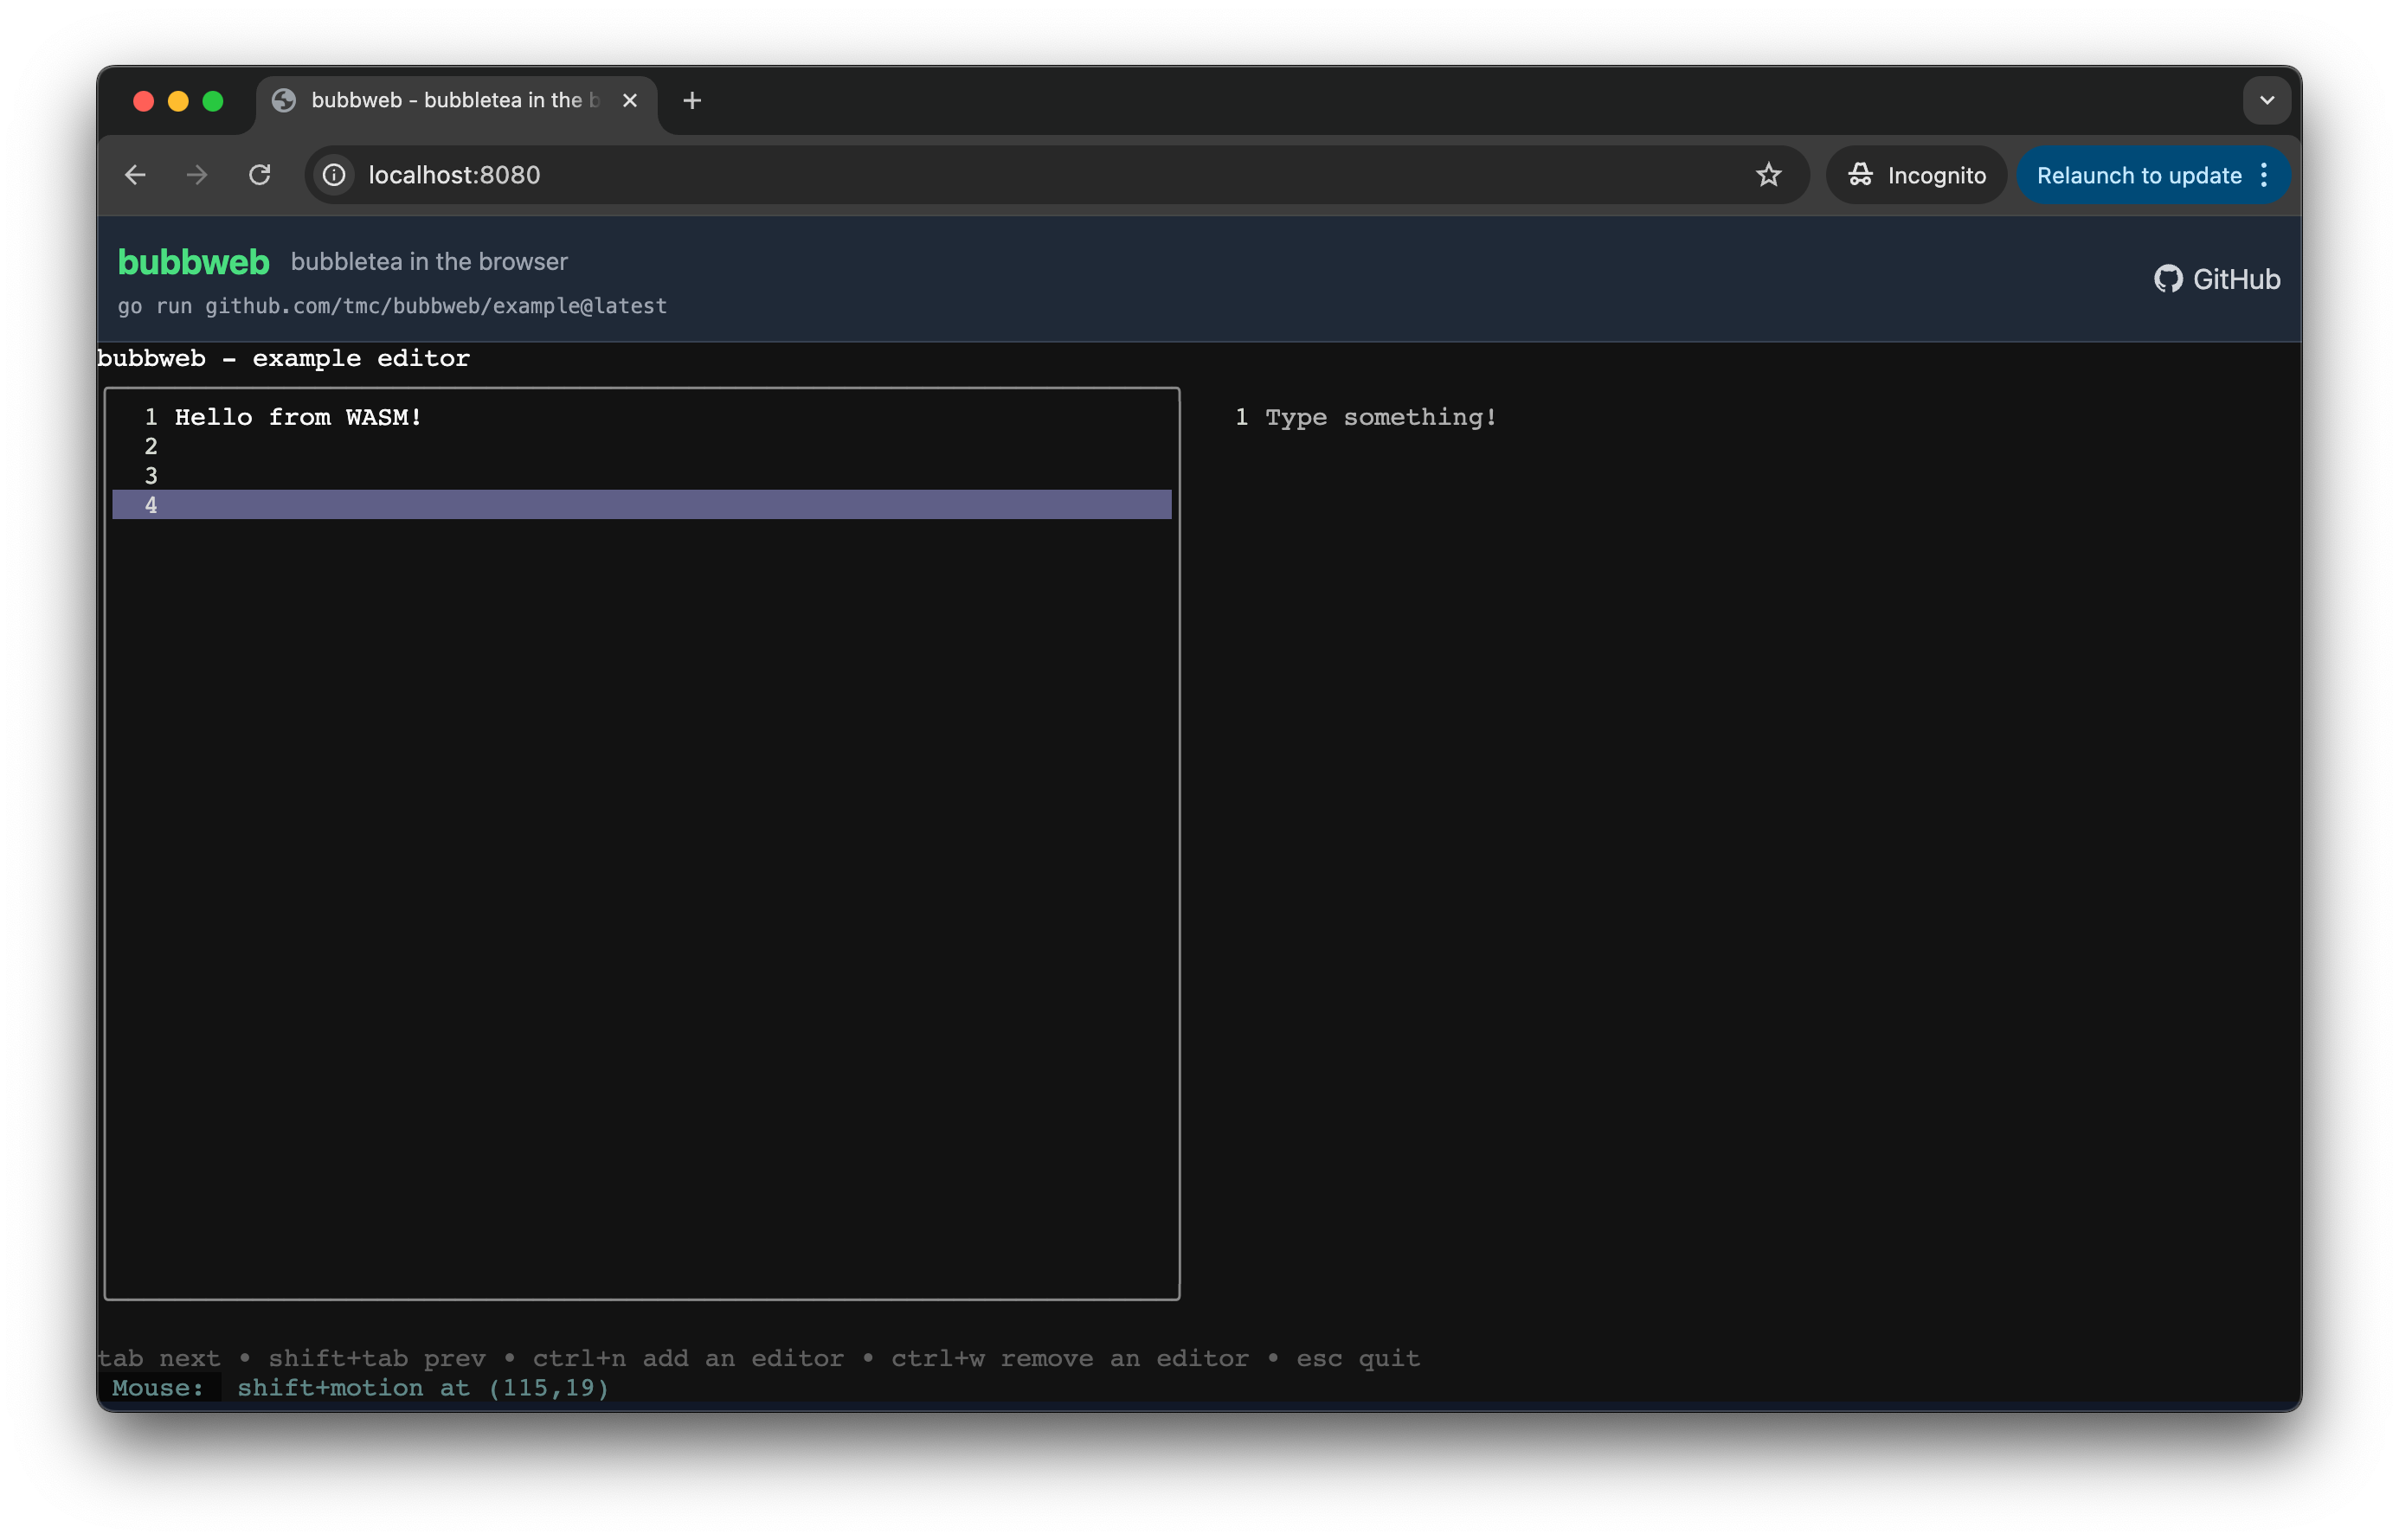 bubbweb - bubbletea in the b
localhost:8080
Incognito
Relaunch to update
bubbweb bubbletea in the browser
GitHub
go run github.com/tmc/bubbweb/example@latest
bubbweb - example editor
1 Hello from WASM!
2
3
4
1 Type something!
tab next • shift+tab prev • ctrl+n add an editor • ctrl+w remove an editor • esc quit
Mouse: shift+motion at (115,19)